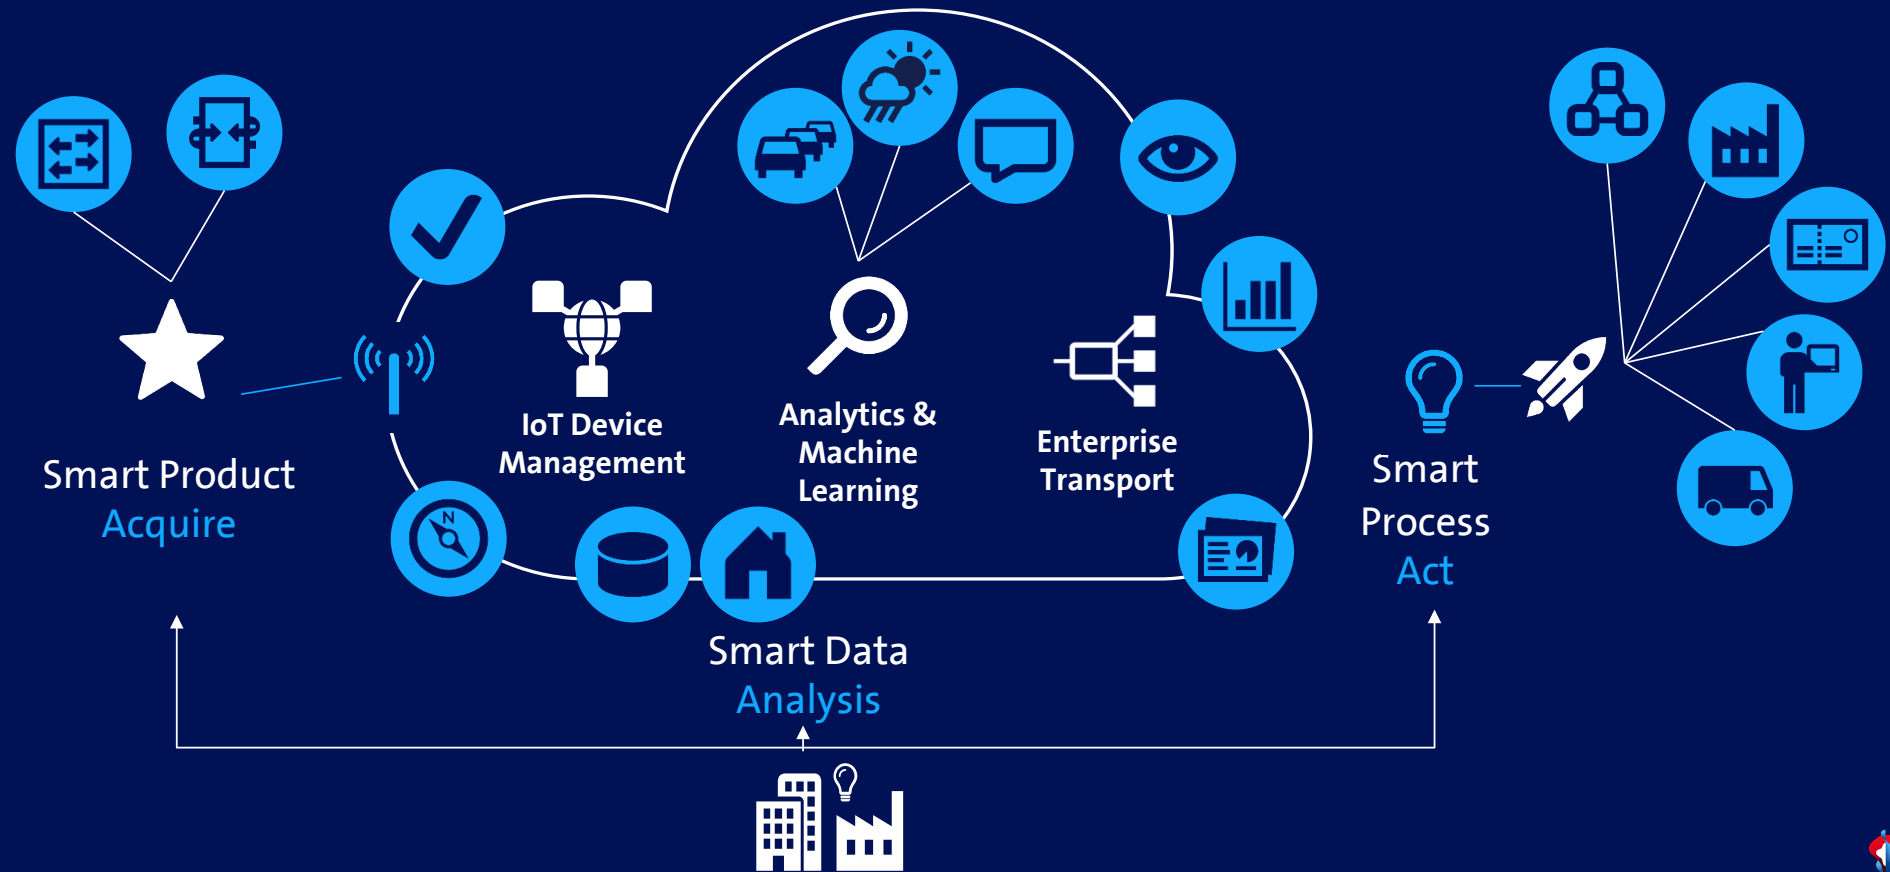 Smart Product
Acquire
IoT Device
Management
Analytics &
Machine
Learning
Enterprise
Transport
N
Smart Data
Analysis
Smart
Process
Act